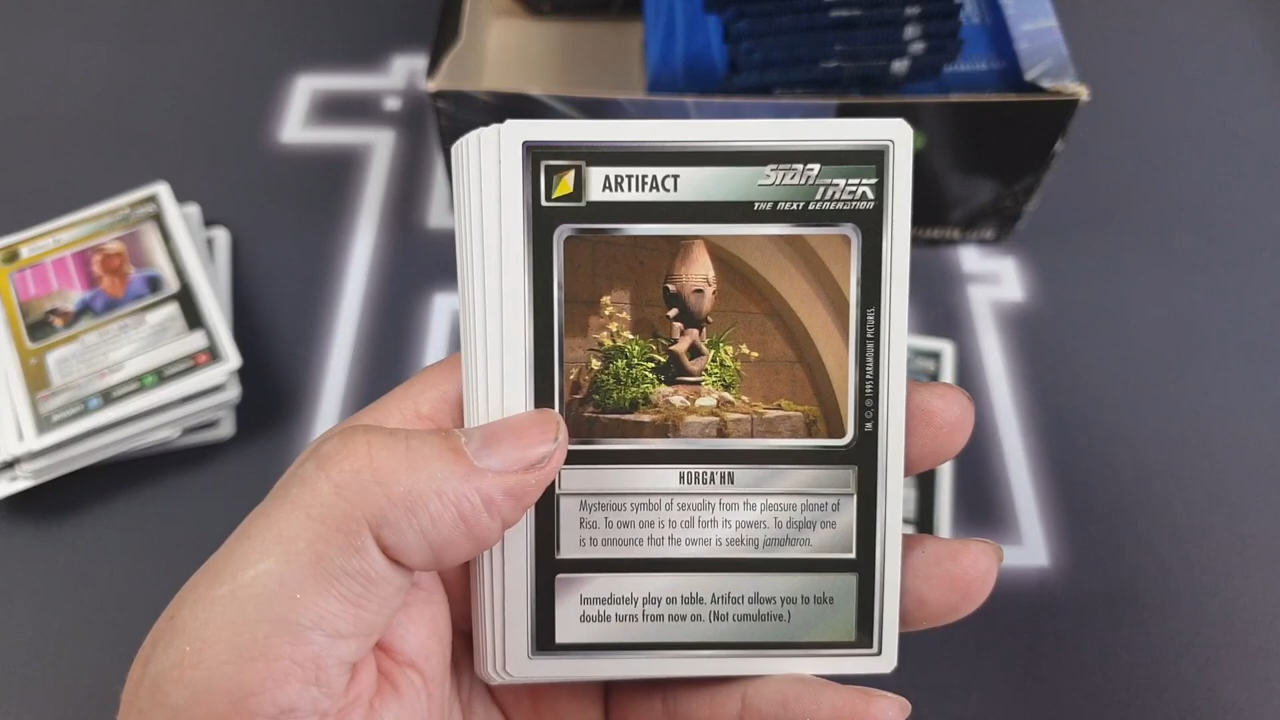 ARTIFACT
STAR TREK
THE NEXT GENERATION
TM, ©, ® 1995 PARAMOUNT PICTURES.
HORGA'HN
Mysterious symbol of sexuality from the pleasure planet of
Risa. To own one is to call forth its powers. To display one
is to announce that the owner is seeking jamaharon.
Immediately play on table. Artifact allows you to take
double turns from now on. (Not cumulative.)